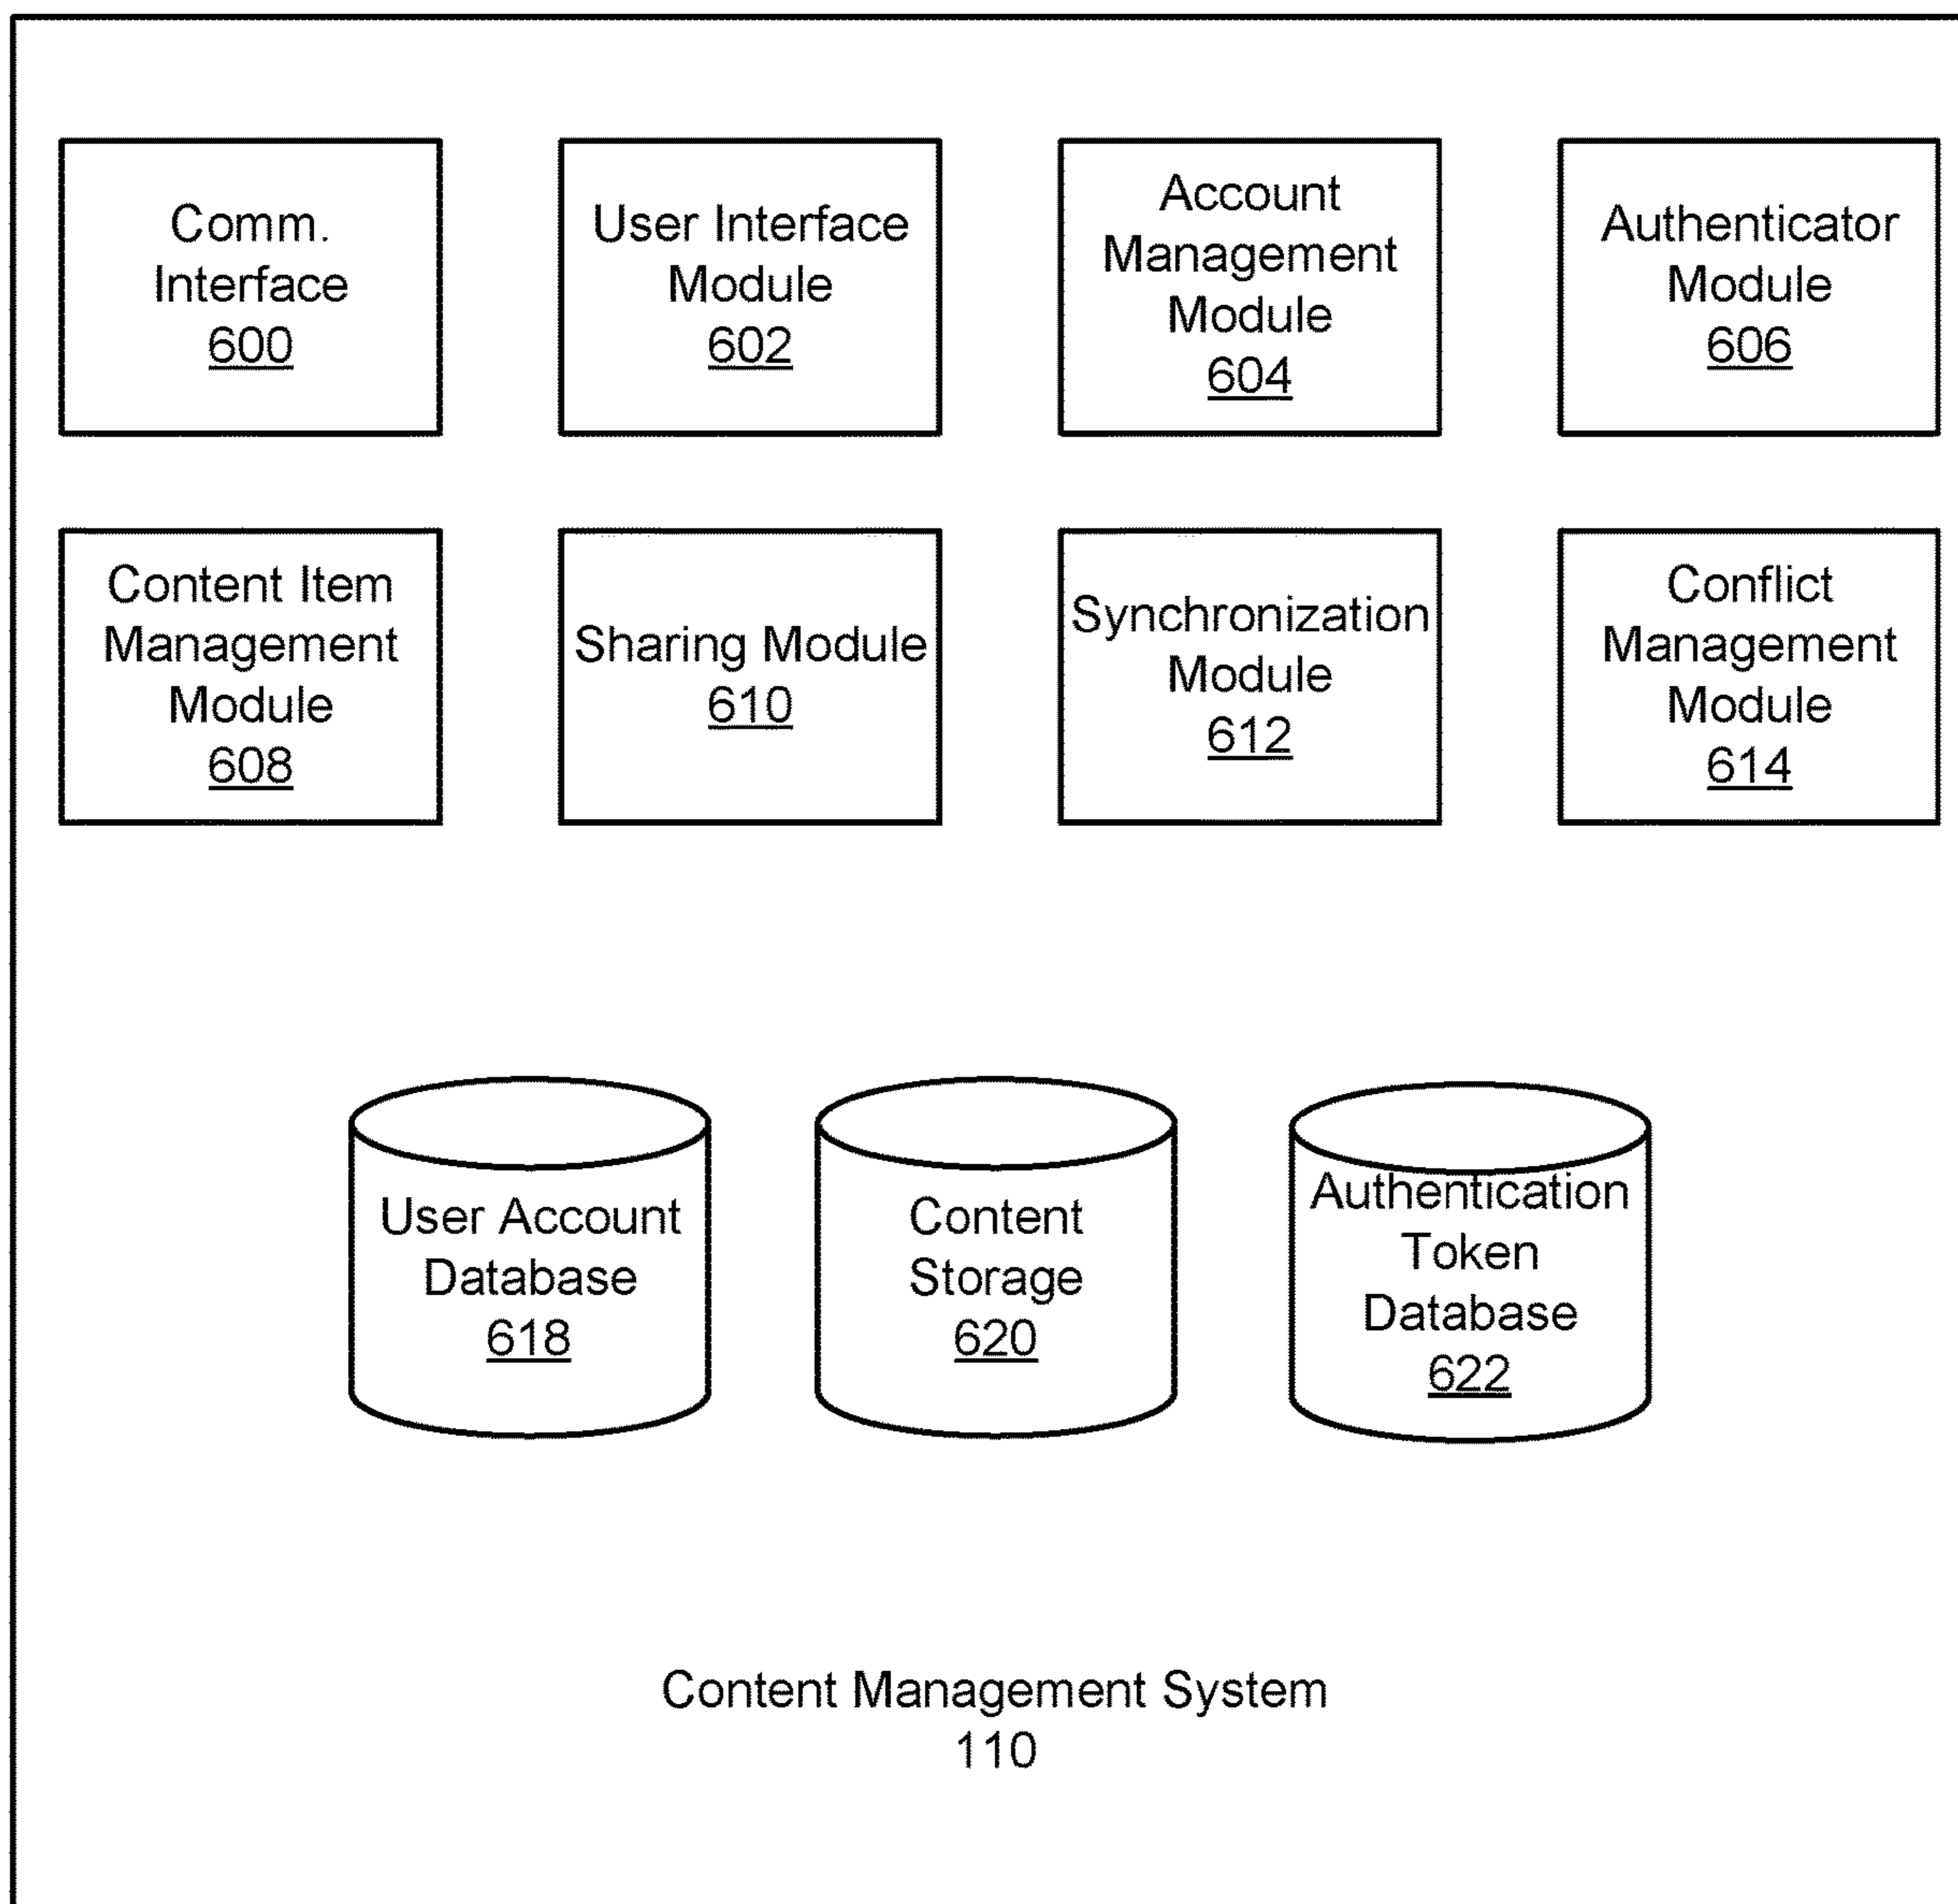 Comm.
Interface
600
User Interface
Module
602
Account
Management
Module
604
Authenticator
Module
606
Content Item
Management
Module
608
Sharing Module
610
Synchronization
Module
612
Conflict
Management
Module
614
User Account
Database
618
Content
Storage
620
Authentication
Token
Database
622
Content Management System
110